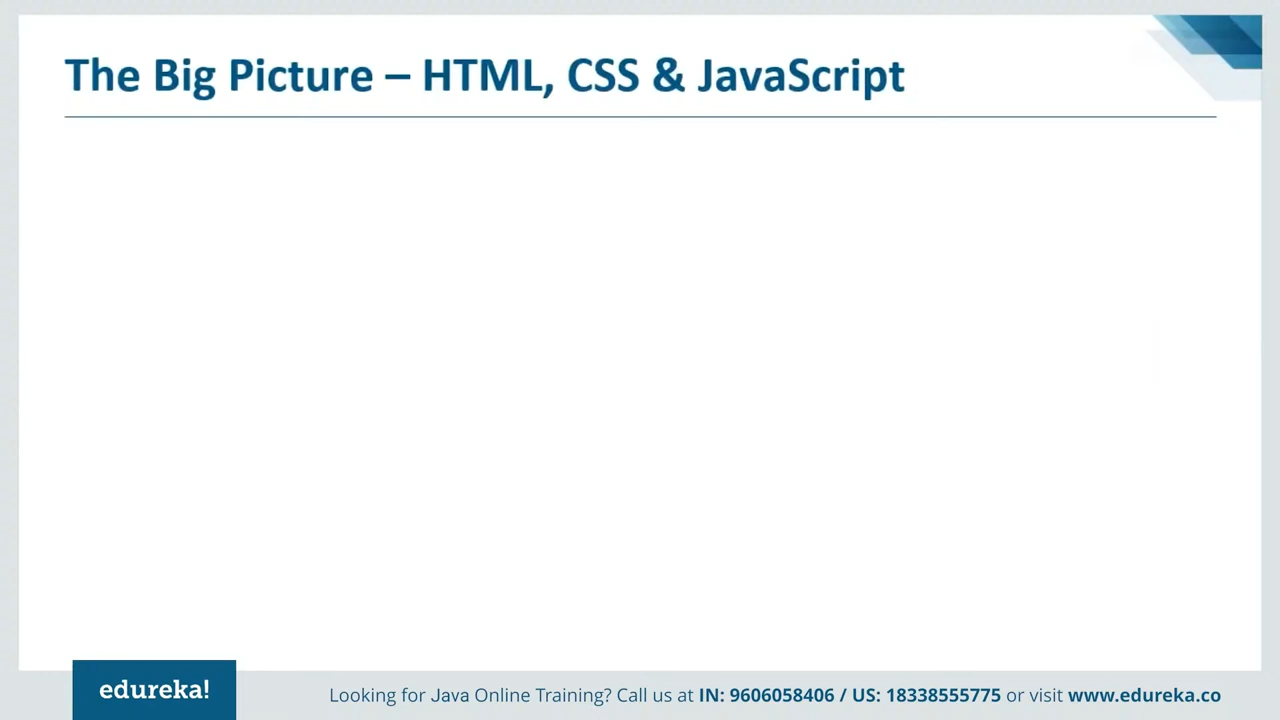 The Big Picture – HTML, CSS & JavaScript
edureka!
Looking for Java Online Training? Call us at IN: 9606058406 / US: 18338555775 or visit www.edureka.co